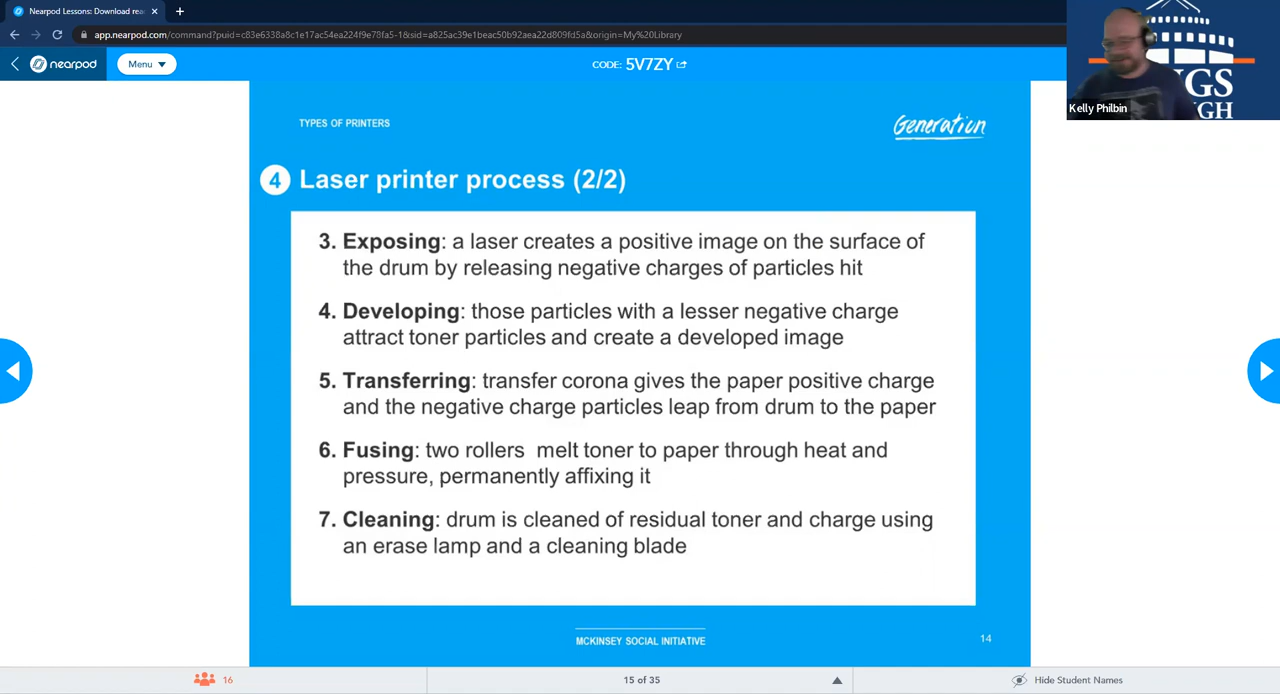 Nearpod Lessons: Download rea
app.nearpod.com/command?puid=c83e6338a8c1e17ac54ea224f9e78fa5-1&sid=a825ac39e1beac50b92aea22d809fd5a&origin=My%20Library
nearpod
Menu
CODE: 5V7ZY
NGS
GH
Kelly Philbin
TYPES OF PRINTERS
Generation
4 Laser printer process (2/2)
3. Exposing: a laser creates a positive image on the surface of
the drum by releasing negative charges of particles hit
4. Developing: those particles with a lesser negative charge
attract toner particles and create a developed image
5. Transferring: transfer corona gives the paper positive charge
and the negative charge particles leap from drum to the paper
6. Fusing: two rollers melt toner to paper through heat and
pressure, permanently affixing it
7. Cleaning: drum is cleaned of residual toner and charge using
an erase lamp and a cleaning blade
MCKINSEY SOCIAL INITIATIVE
14
16
15 of 35
Hide Student Names